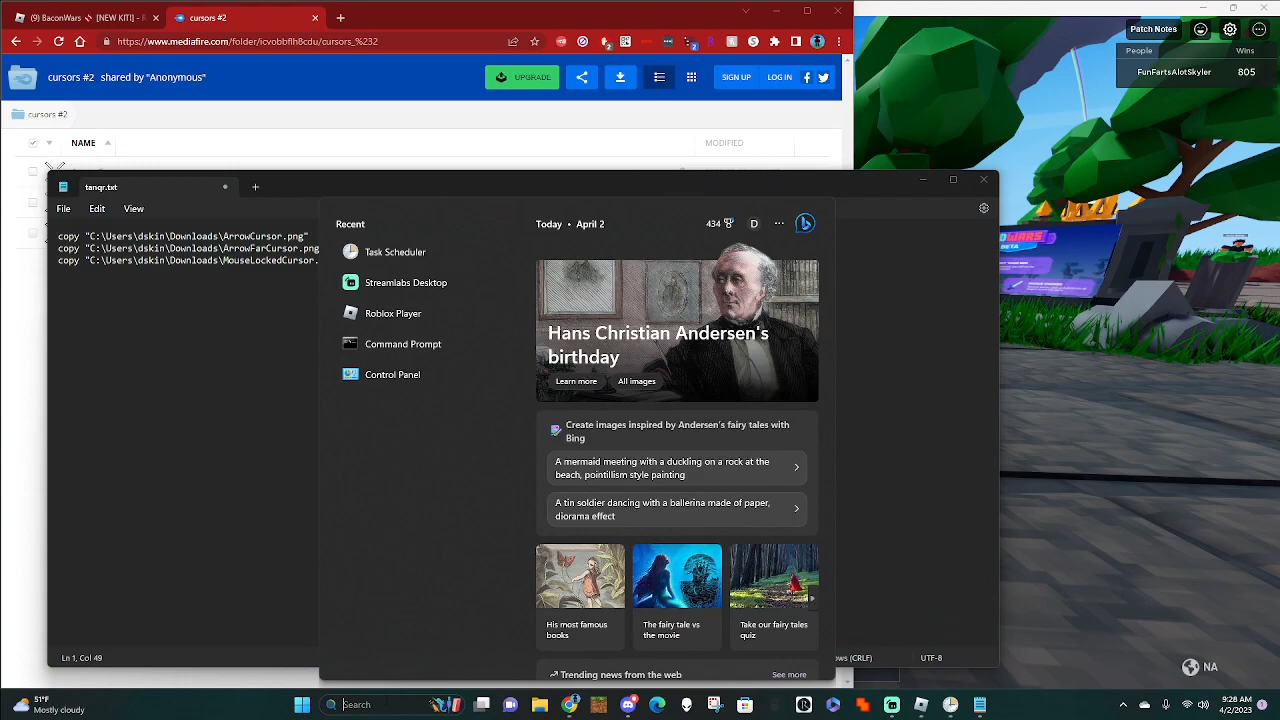 (9) BaconWars
[NEW KIT!] - R
cursors #2
https://www.mediafire.com/folder/icvobbflh8cdu/cursors_%232
cursors #2 shared by "Anonymous"
UPGRADE
SIGN UP
LOG IN
cursors #2
NAME
MODIFIED
Patch Notes
People
Wins
FunFartsAlotSkyler
805
BETA
tanqr.txt
File
Edit
View
copy "C:\Users\dskin\Downloads\ArrowCursor.png"
copy "C:\Users\dskin\Downloads\ArrowFarCursor.
copy "C:\Users\dskin\Downloads\MouseLockedCursor.
Recent
Task Scheduler
Streamlabs Desktop
Roblox Player
Command Prompt
Control Panel
Today • April 2
434
D
Hans Christian Andersen's
birthday
Learn more
All images
Create images inspired by Andersen's fairy tales with
Bing
A mermaid meeting with a duckling on a rock at the
beach, pointillism style painting
A tin soldier dancing with a ballerina made of paper,
diorama effect
His most famous
books
The fairy tale vs
the movie
Take our fairy tales
quiz
Trending news from the web
See more
Ln 1, Col 49
ows (CRLF)
UTF-8
NA
51°F
Mostly cloudy
Search
9:28 AM
4/2/2023